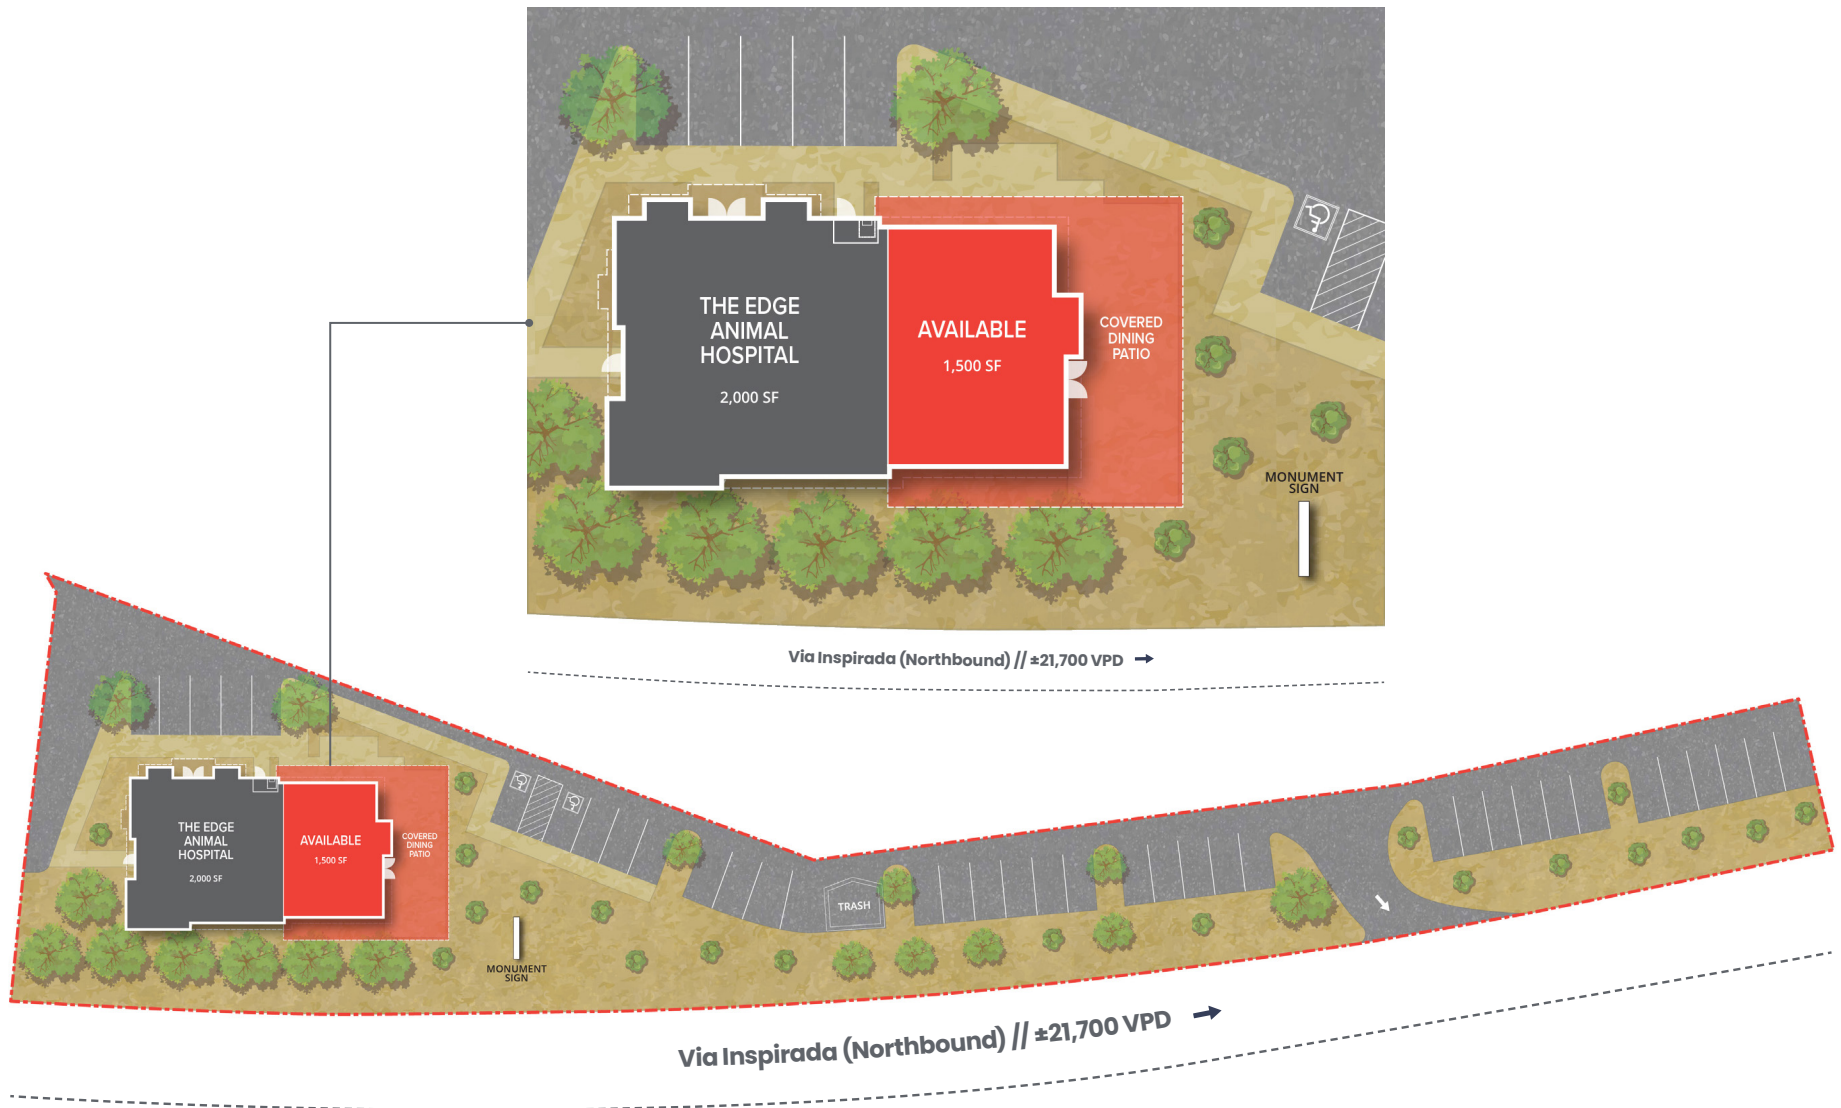 THE EDGE
ANIMAL
HOSPITAL
2,000 SF
AVAILABLE
1,500 SF
COVERED
DINING
PATIO
MONUMENT
SIGN
Via Inspirada (Northbound) // ±21,700 VPD
THE EDGE
ANIMAL
HOSPITAL
2,000 SF
AVAILABLE
1,500 SF
COVERED
DINING
PATIO
MONUMENT
SIGN
TRASH
Via Inspirada (Northbound) // ±21,700 VPD